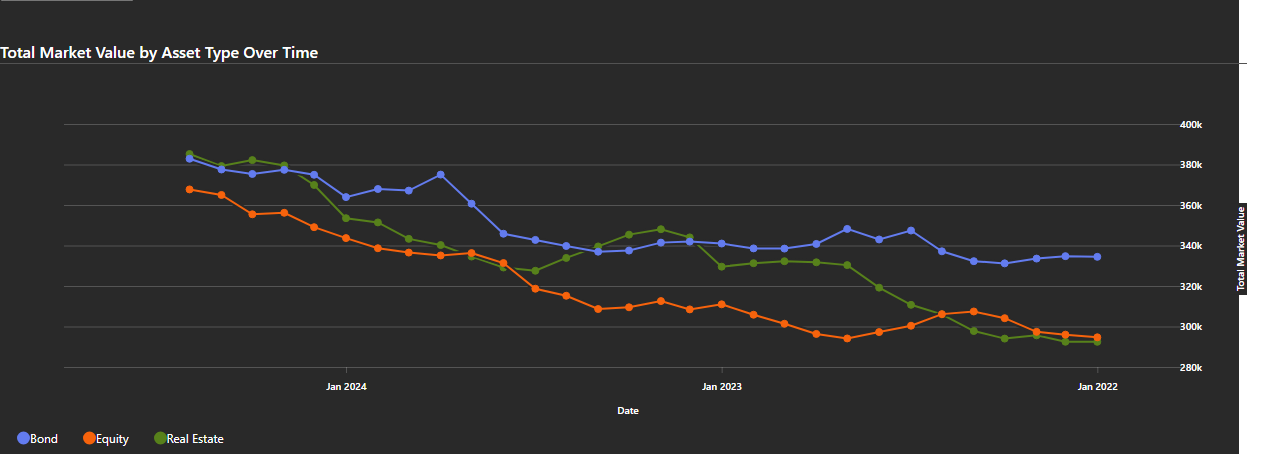 Total Market Value by Asset Type Over Time
400k
380k
360k
340k
320k
300k
280k
Total Market Value
Jan 2024
Jan 2023
Jan 2022
Date
Bond
Equity
Real Estate